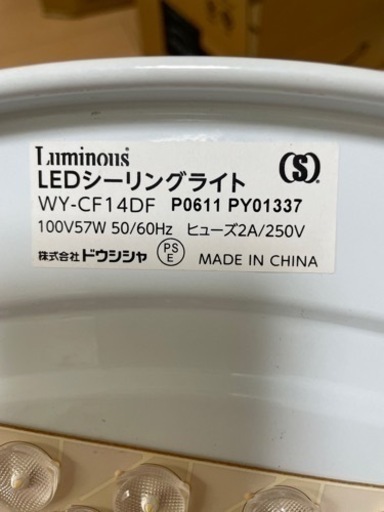 Luminous
(S)
LEDシーリングライト
WY-CF14DF P0611 PY01337
100V57W 50/60Hz ヒューズ2A/250V
株式会社ドウシシャ PSE MADE IN CHINA